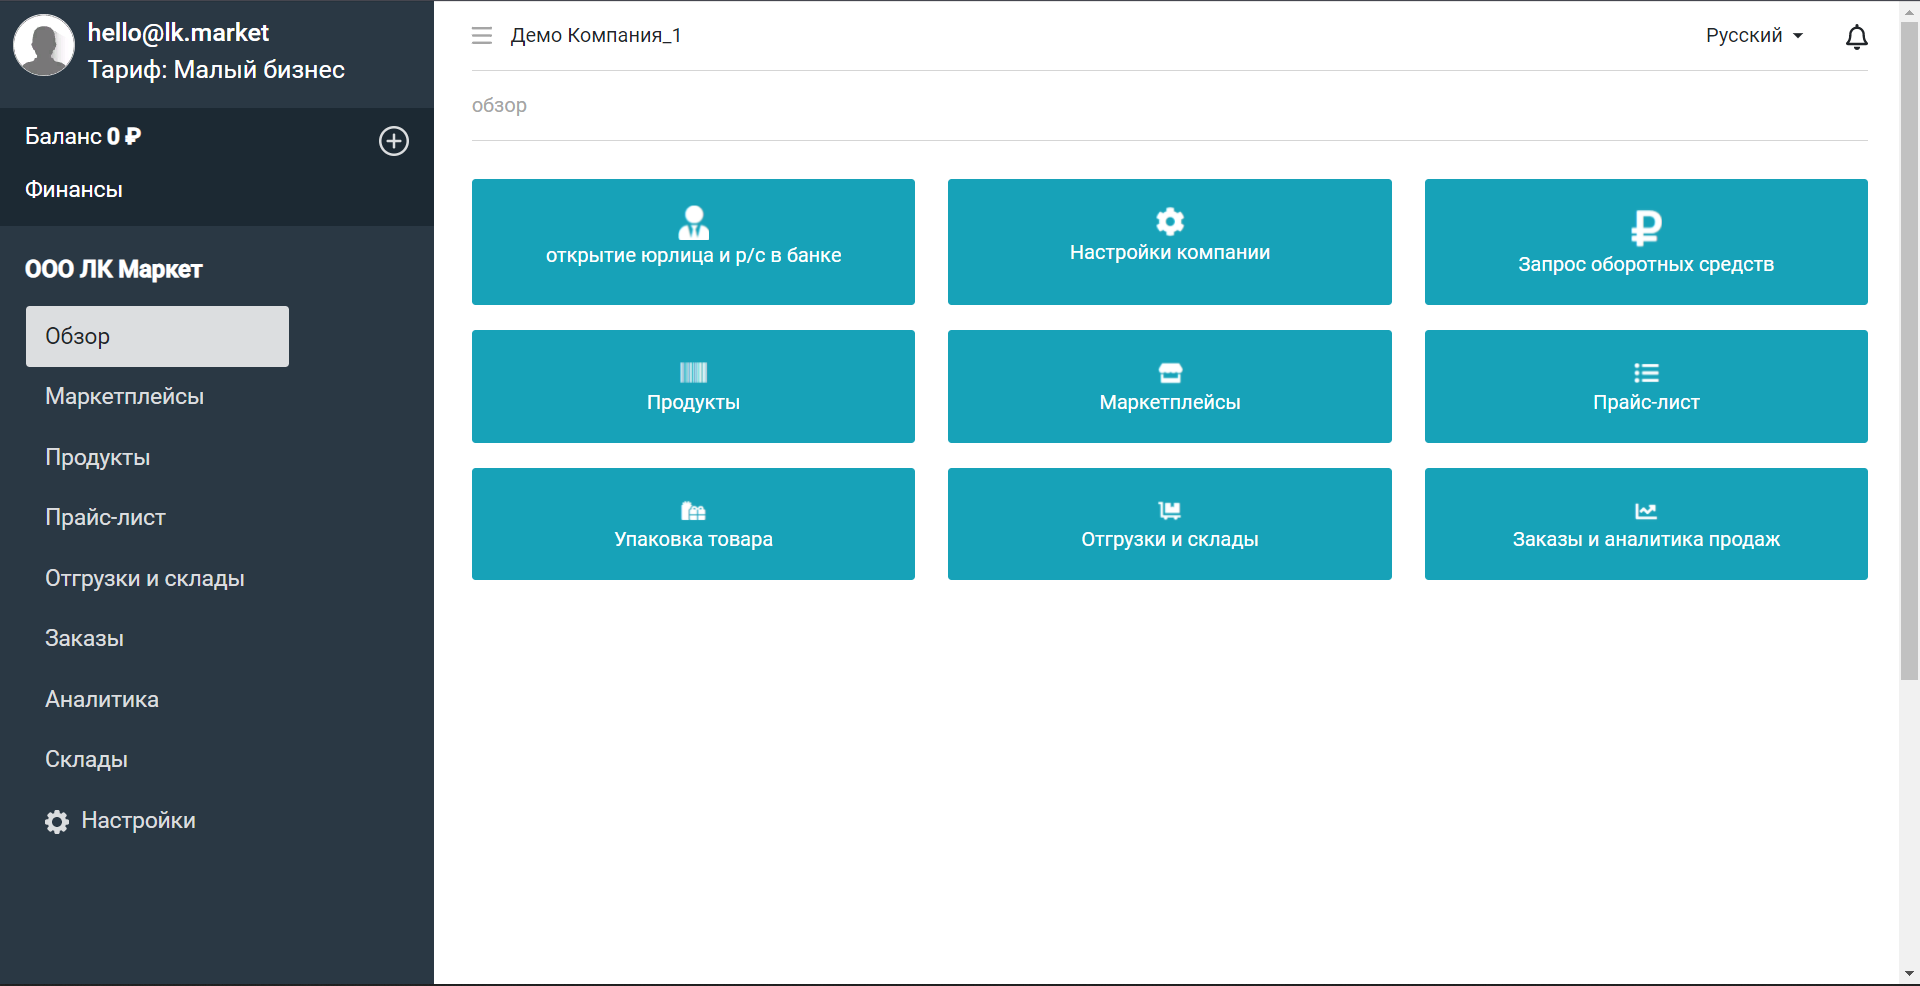 hello@lk.market
Тариф: Малый бизнес
Баланс 0 ₽
Финансы
ООО ЛК Маркет
Обзор
Маркетплейсы
Продукты
Прайс-лист
Отгрузки и склады
Заказы
Аналитика
Склады
Настройки
Демо Компания_1
Русский
обзор
открытие юрлица и р/с в банке
Настройки компании
Запрос оборотных средств
Продукты
Маркетплейсы
Прайс-лист
Упаковка товара
Отгрузки и склады
Заказы и аналитика продаж